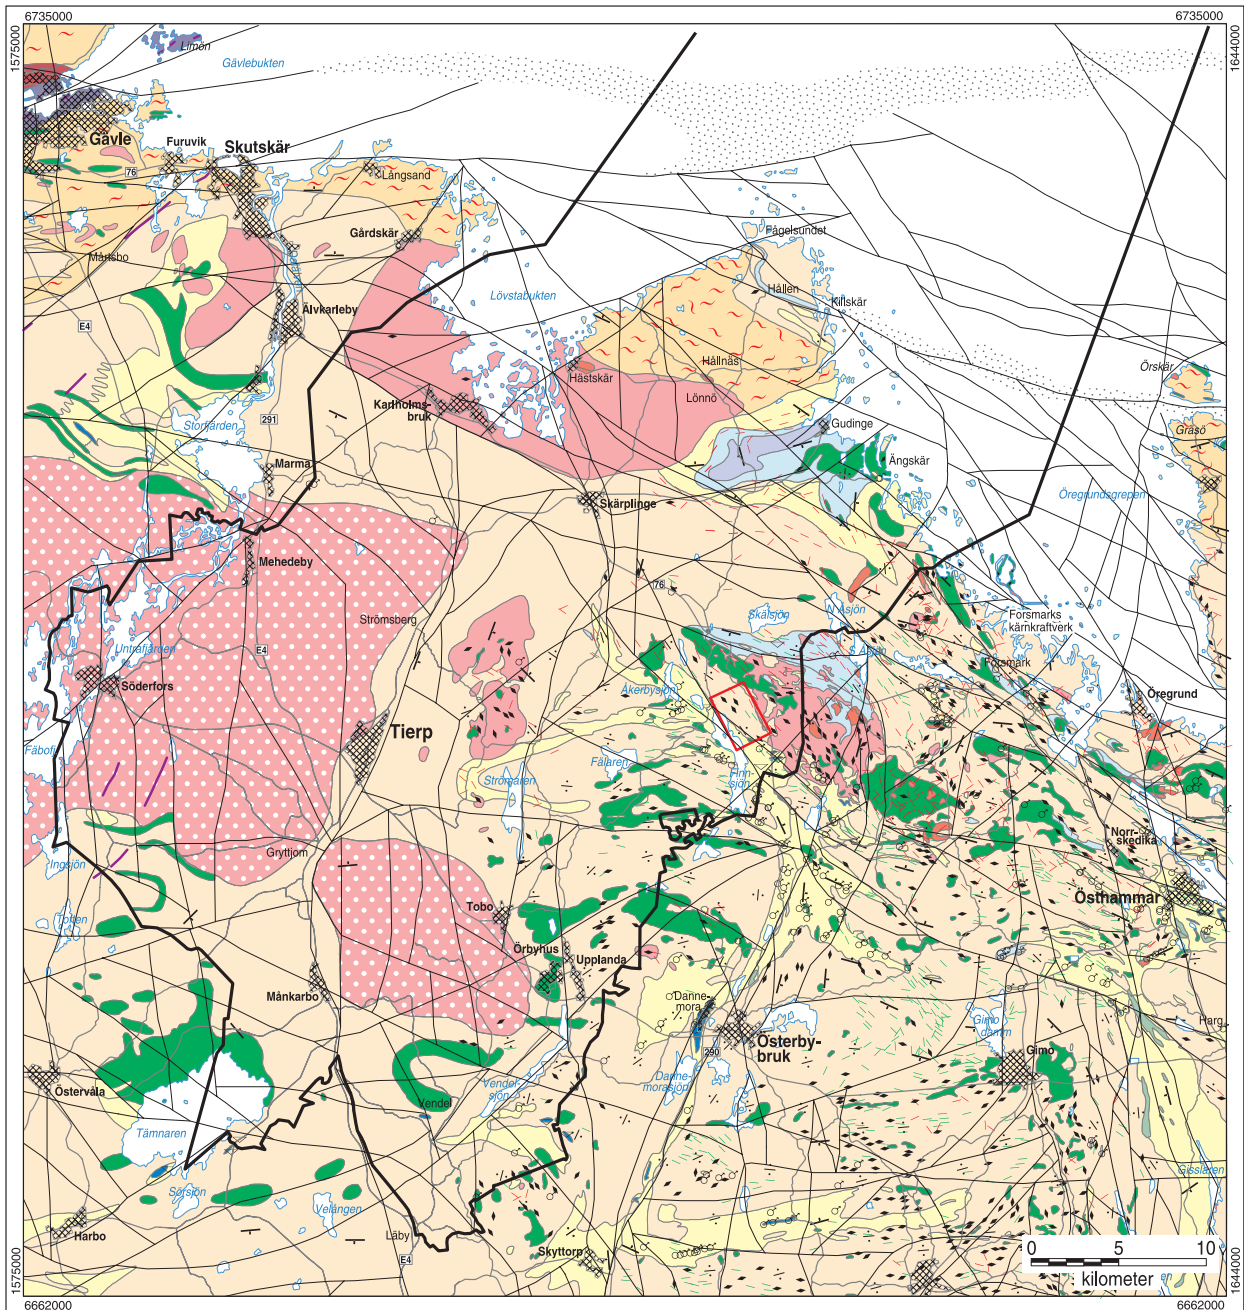 6735000
6735000
1575000
1644000
Limön
Gävlebukten
Gävle
Furuvik
Skutskär
76
Långsand
Gårdskär
Fågelsundet
Mårtsbo
Hållen
Killskär
Lövstabukten
Älvkarleby
E4
Hållnäs
Hästskär
Örskär
Lönnö
Karlholms-
bruk
Storfjärden
291
Gudinge
Gräsö
Ängskär
Marma
Skärplinge
Öregrundsgrepen
Mehedeby
76
Skälsjön
N Åsjön
Forsmarks
kärnkraftverk
Strömsberg
E4
Untrafjärden
S Åsjön
Forsmark
Söderfors
Åkerbysjön
Öregrund
Tierp
Fäbofj
Strömaren
Fälaren
Finn-
sjön
Norr-
skedika
Gryttjom
Ingsjön
Östhammar
Tobo
Totten
Örbyhus
Upplanda
Månkarbo
Danne-
mora
Gimo
damm
Harg
Österby-
bruk
290
Gimo
Östervåla
Danne-
morasjön
Vendel-
sjön
Vendel
Tämnaren
Gisslaren
Sörsjön
Velången
Harbo
Läby
E4
Skyttorp
0 5 10
kilometer
1575000
1644000
6662000
6662000